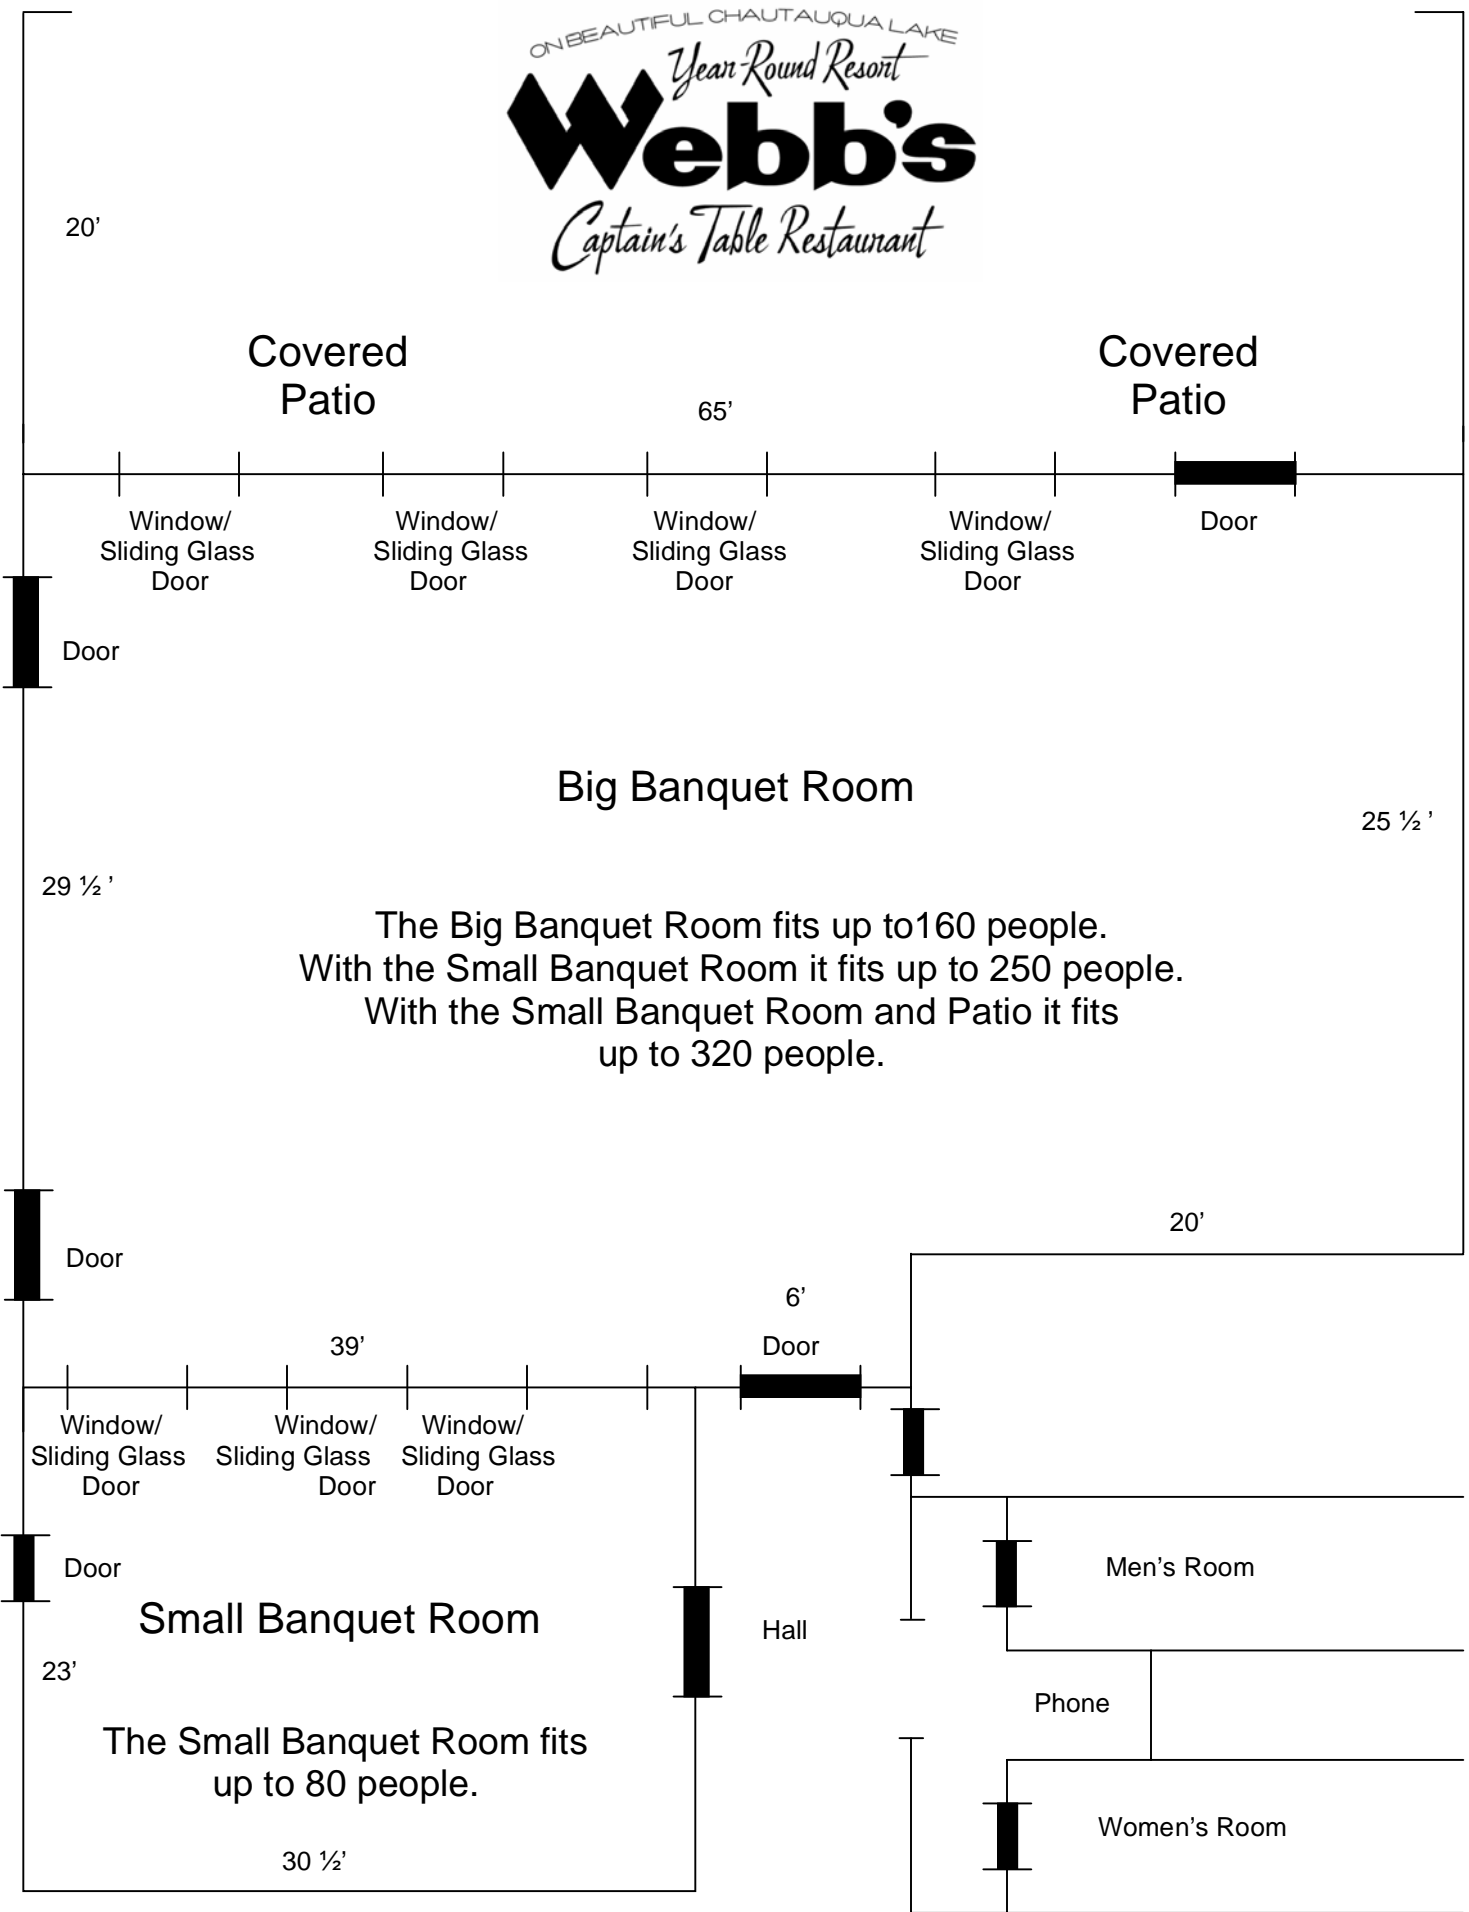 ON BEAUTIFUL CHAUTAUQUA LAKE
Year-Round Resort
Webb's
Captain's Table Restaurant
20’
Covered
Patio
Covered
Patio
65’
Window/
Sliding Glass
Door
Window/
Sliding Glass
Door
Window/
Sliding Glass
Door
Window/
Sliding Glass
Door
Door
Door
Big Banquet Room
25 ½ ’
29 ½ ’
The Big Banquet Room fits up to160 people.
With the Small Banquet Room it fits up to 250 people.
With the Small Banquet Room and Patio it fits
up to 320 people.
20’
Door
6’
39’
Door
Window/
Sliding Glass
Door
Window/
Sliding Glass
Door
Window/
Sliding Glass
Door
Door
Men’s Room
Small Banquet Room
Hall
23’
Phone
The Small Banquet Room fits
up to 80 people.
Women’s Room
30 ½’